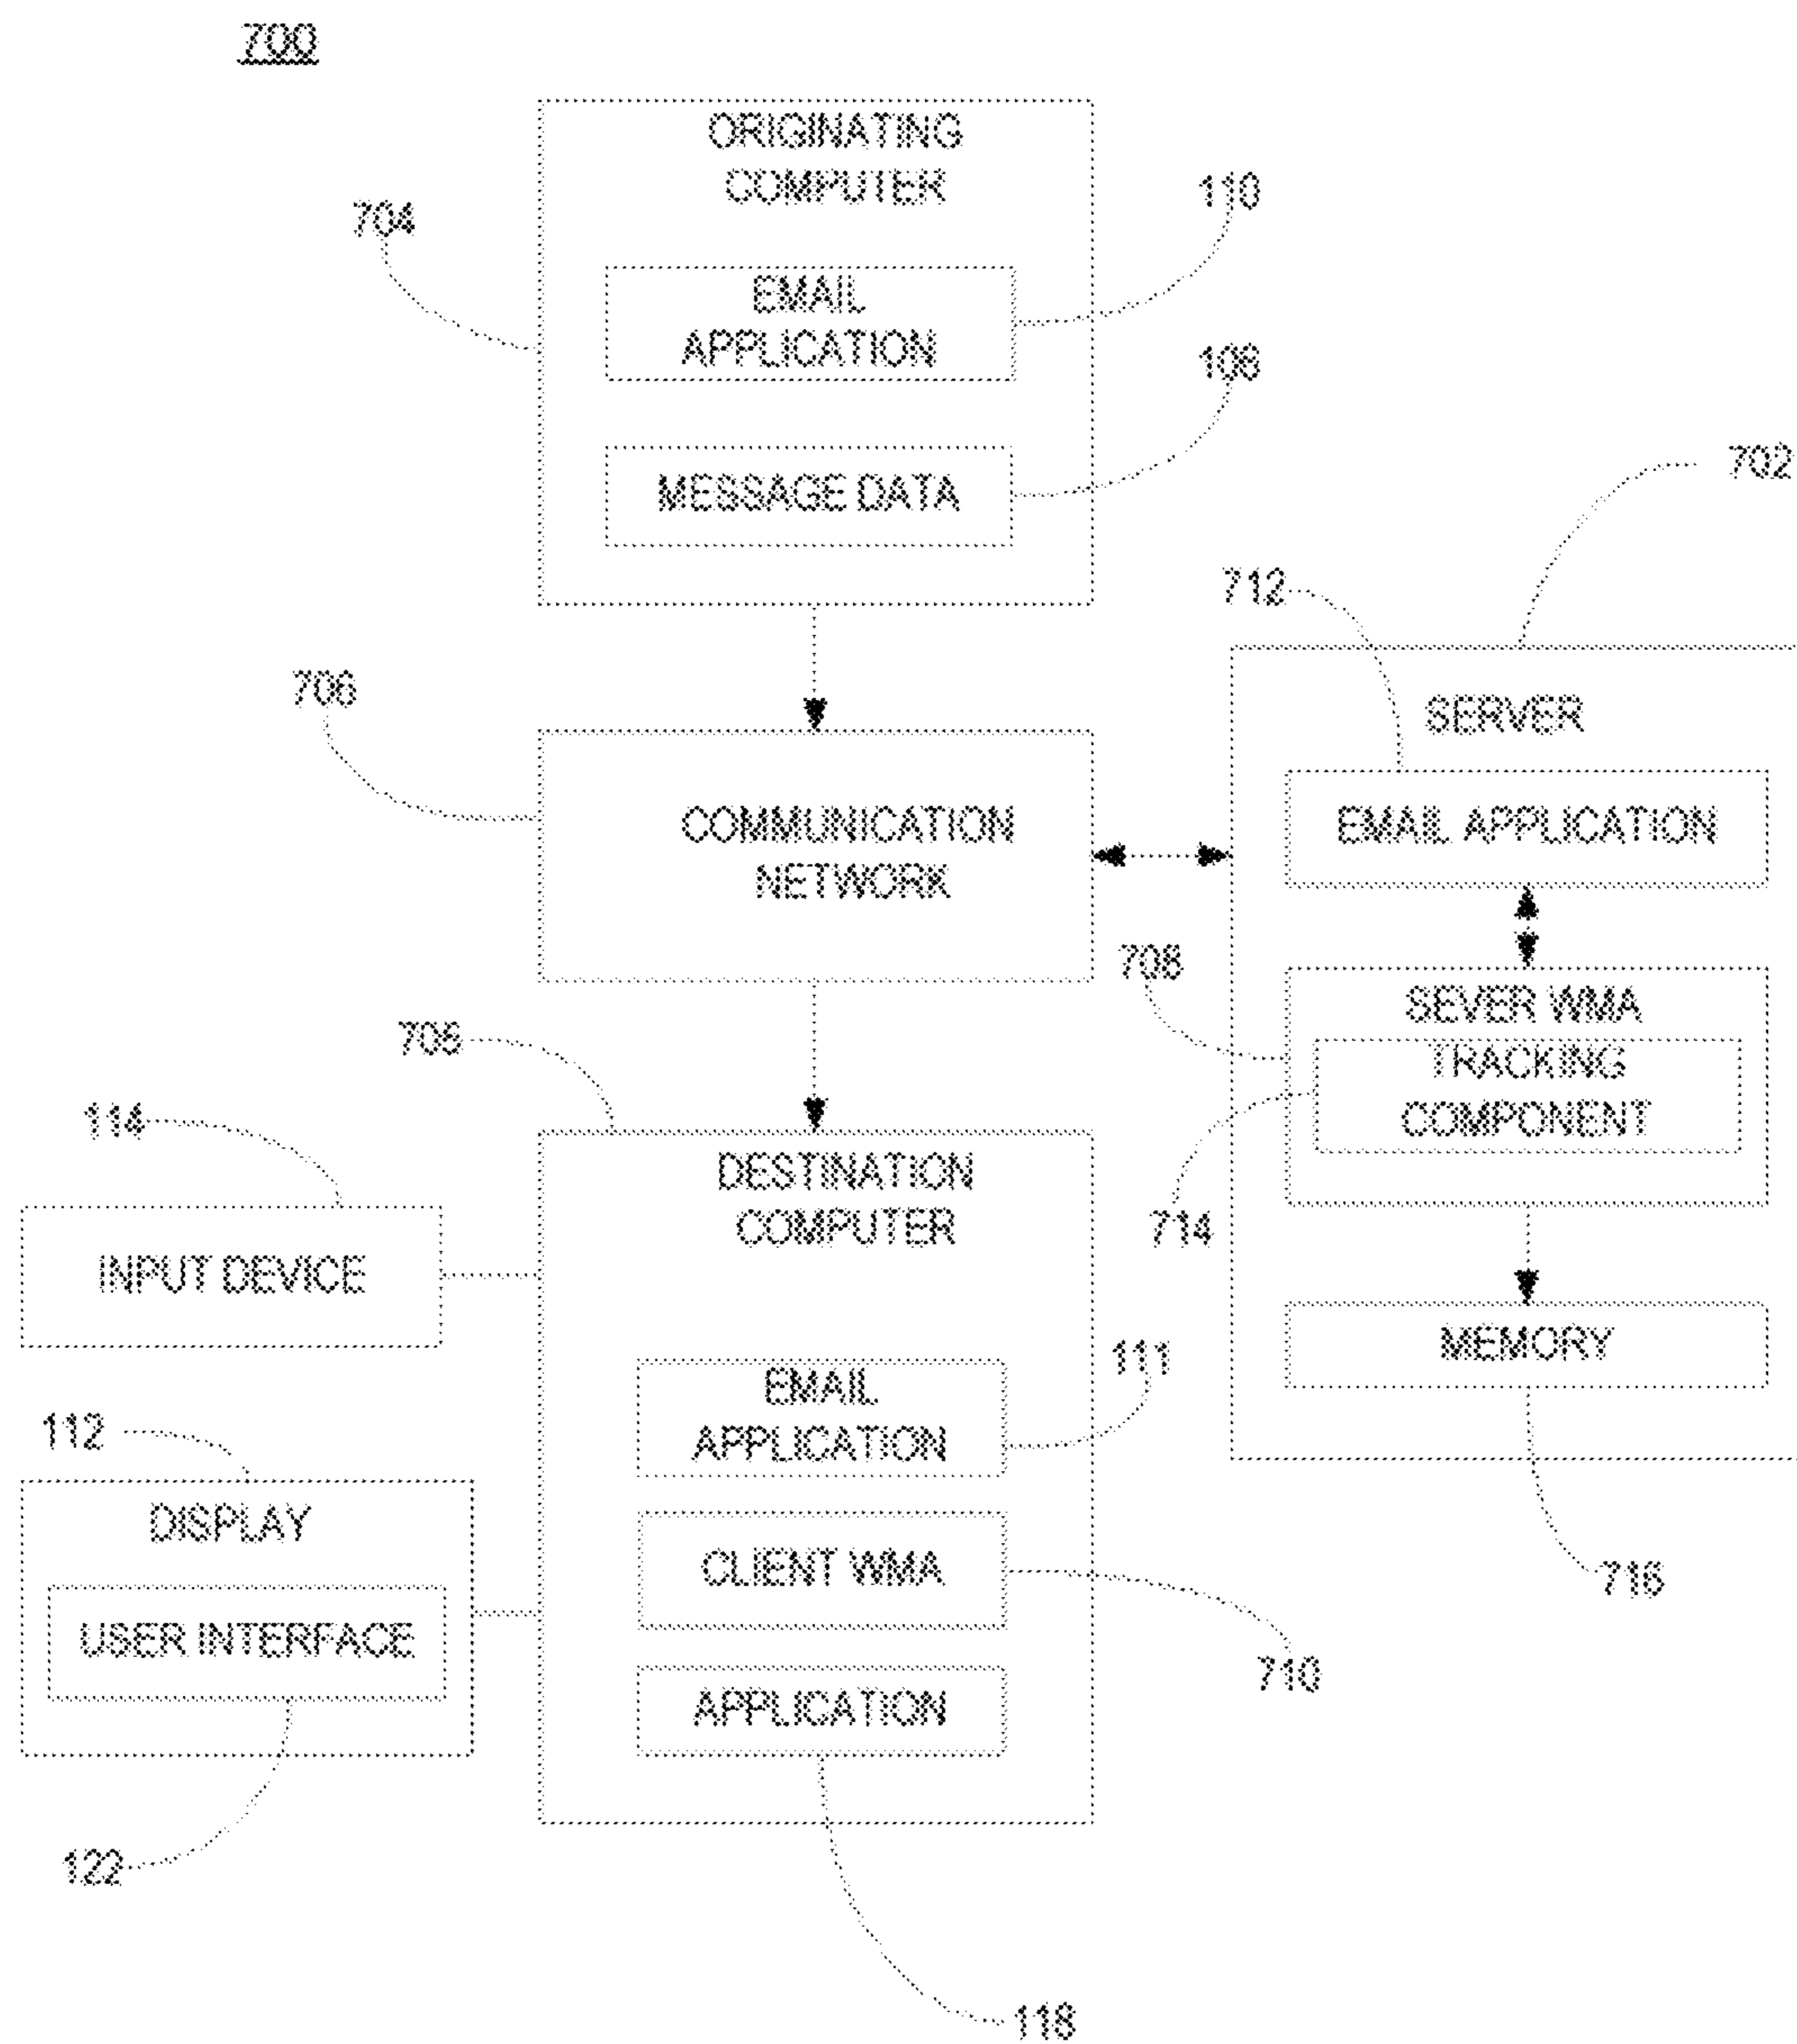 700
ORIGINATING
COMPUTER
704
110
EMAIL
APPLICATION
106
MESSAGE DATA
702
712
706
SERVER
COMMUNICATION
NETWORK
EMAIL APPLICATION
708
SEVER WMA
705
TRACKING
COMPONENT
114
DESTINATION
COMPUTER
714
INPUT DEVICE
MEMORY
111
EMAIL
APPLICATION
112
DISPLAY
CLIENT WMA
716
USER INTERFACE
710
APPLICATION
122
118